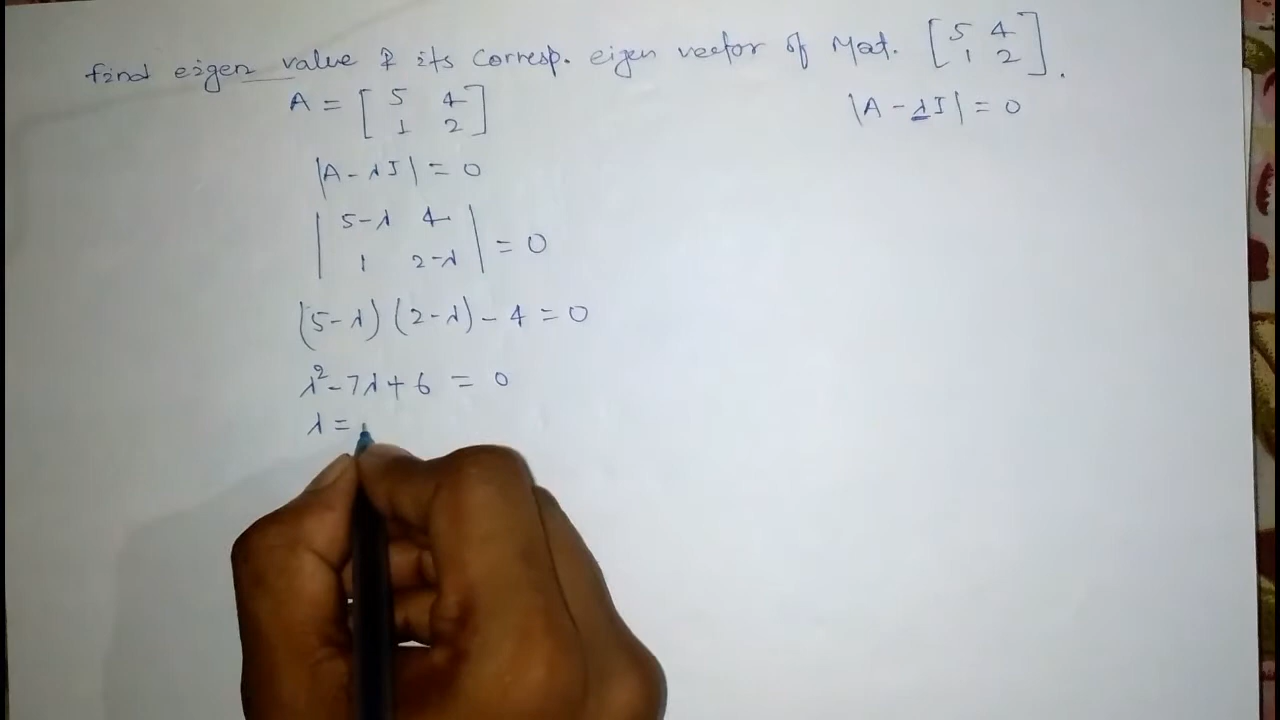 find eigen value & its corresp. eigen vector of Mat. [5 4
1 2].
A = [5 4
1 2]
|A - λI| = 0
|A - λI| = 0
|5-λ 4
1 2-λ| = 0
(5-λ)(2-λ) - 4 = 0
λ² - 7λ + 6 = 0
λ =